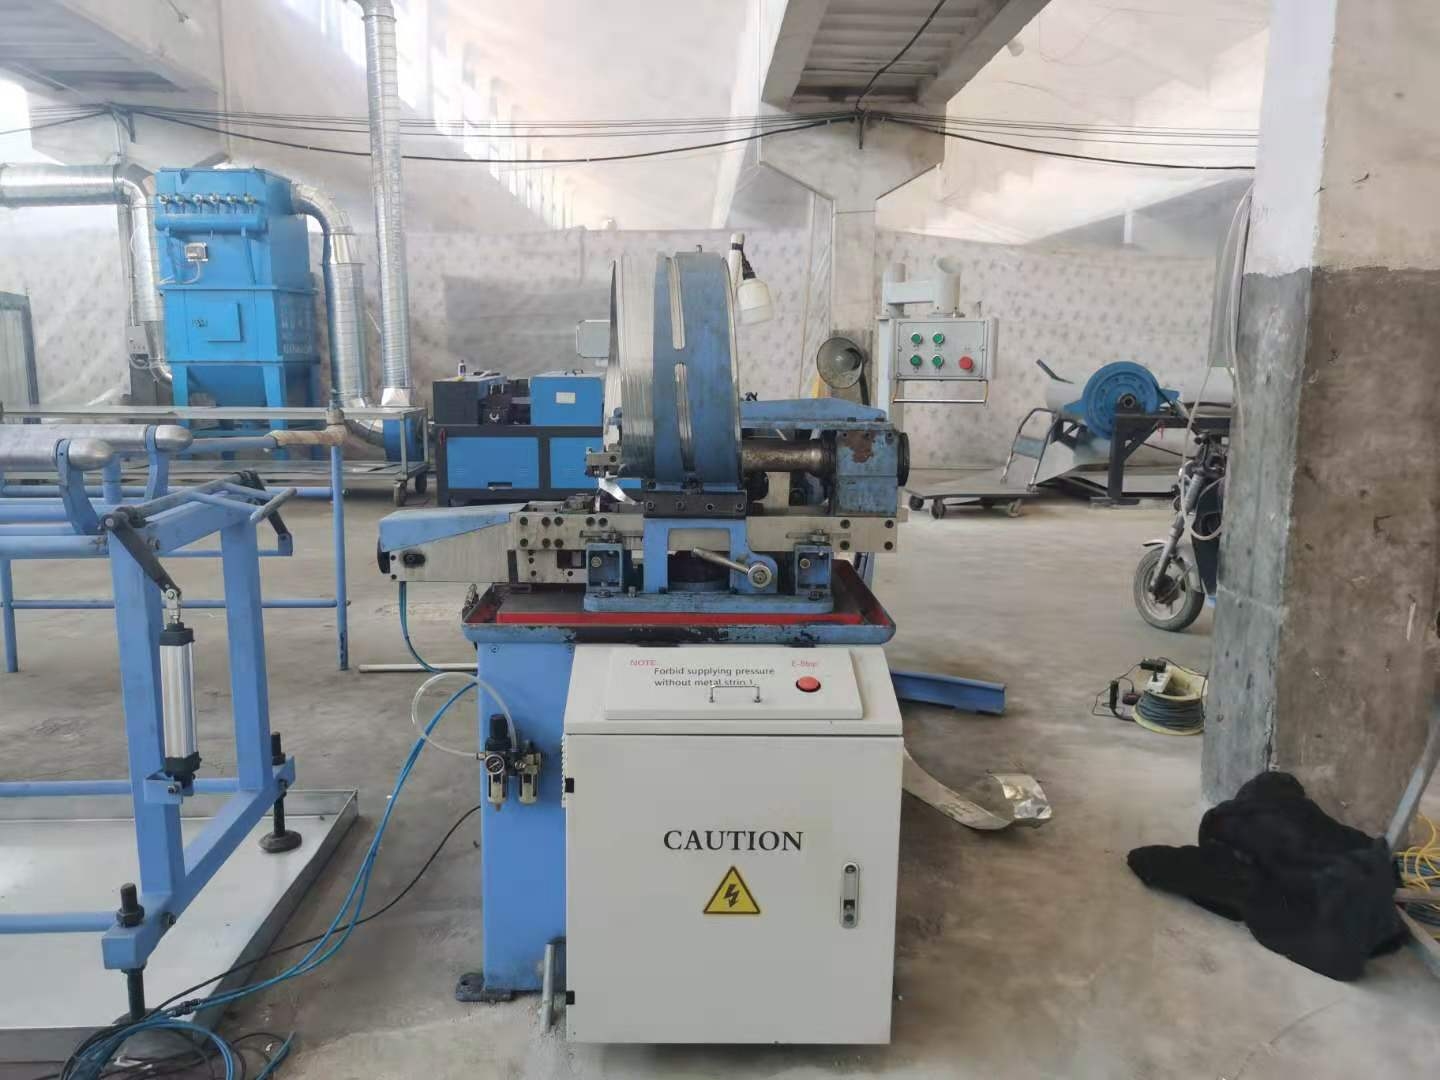 NOTE:
E-Stop
Forbid supplying pressure
without metal strip !
CAUTION